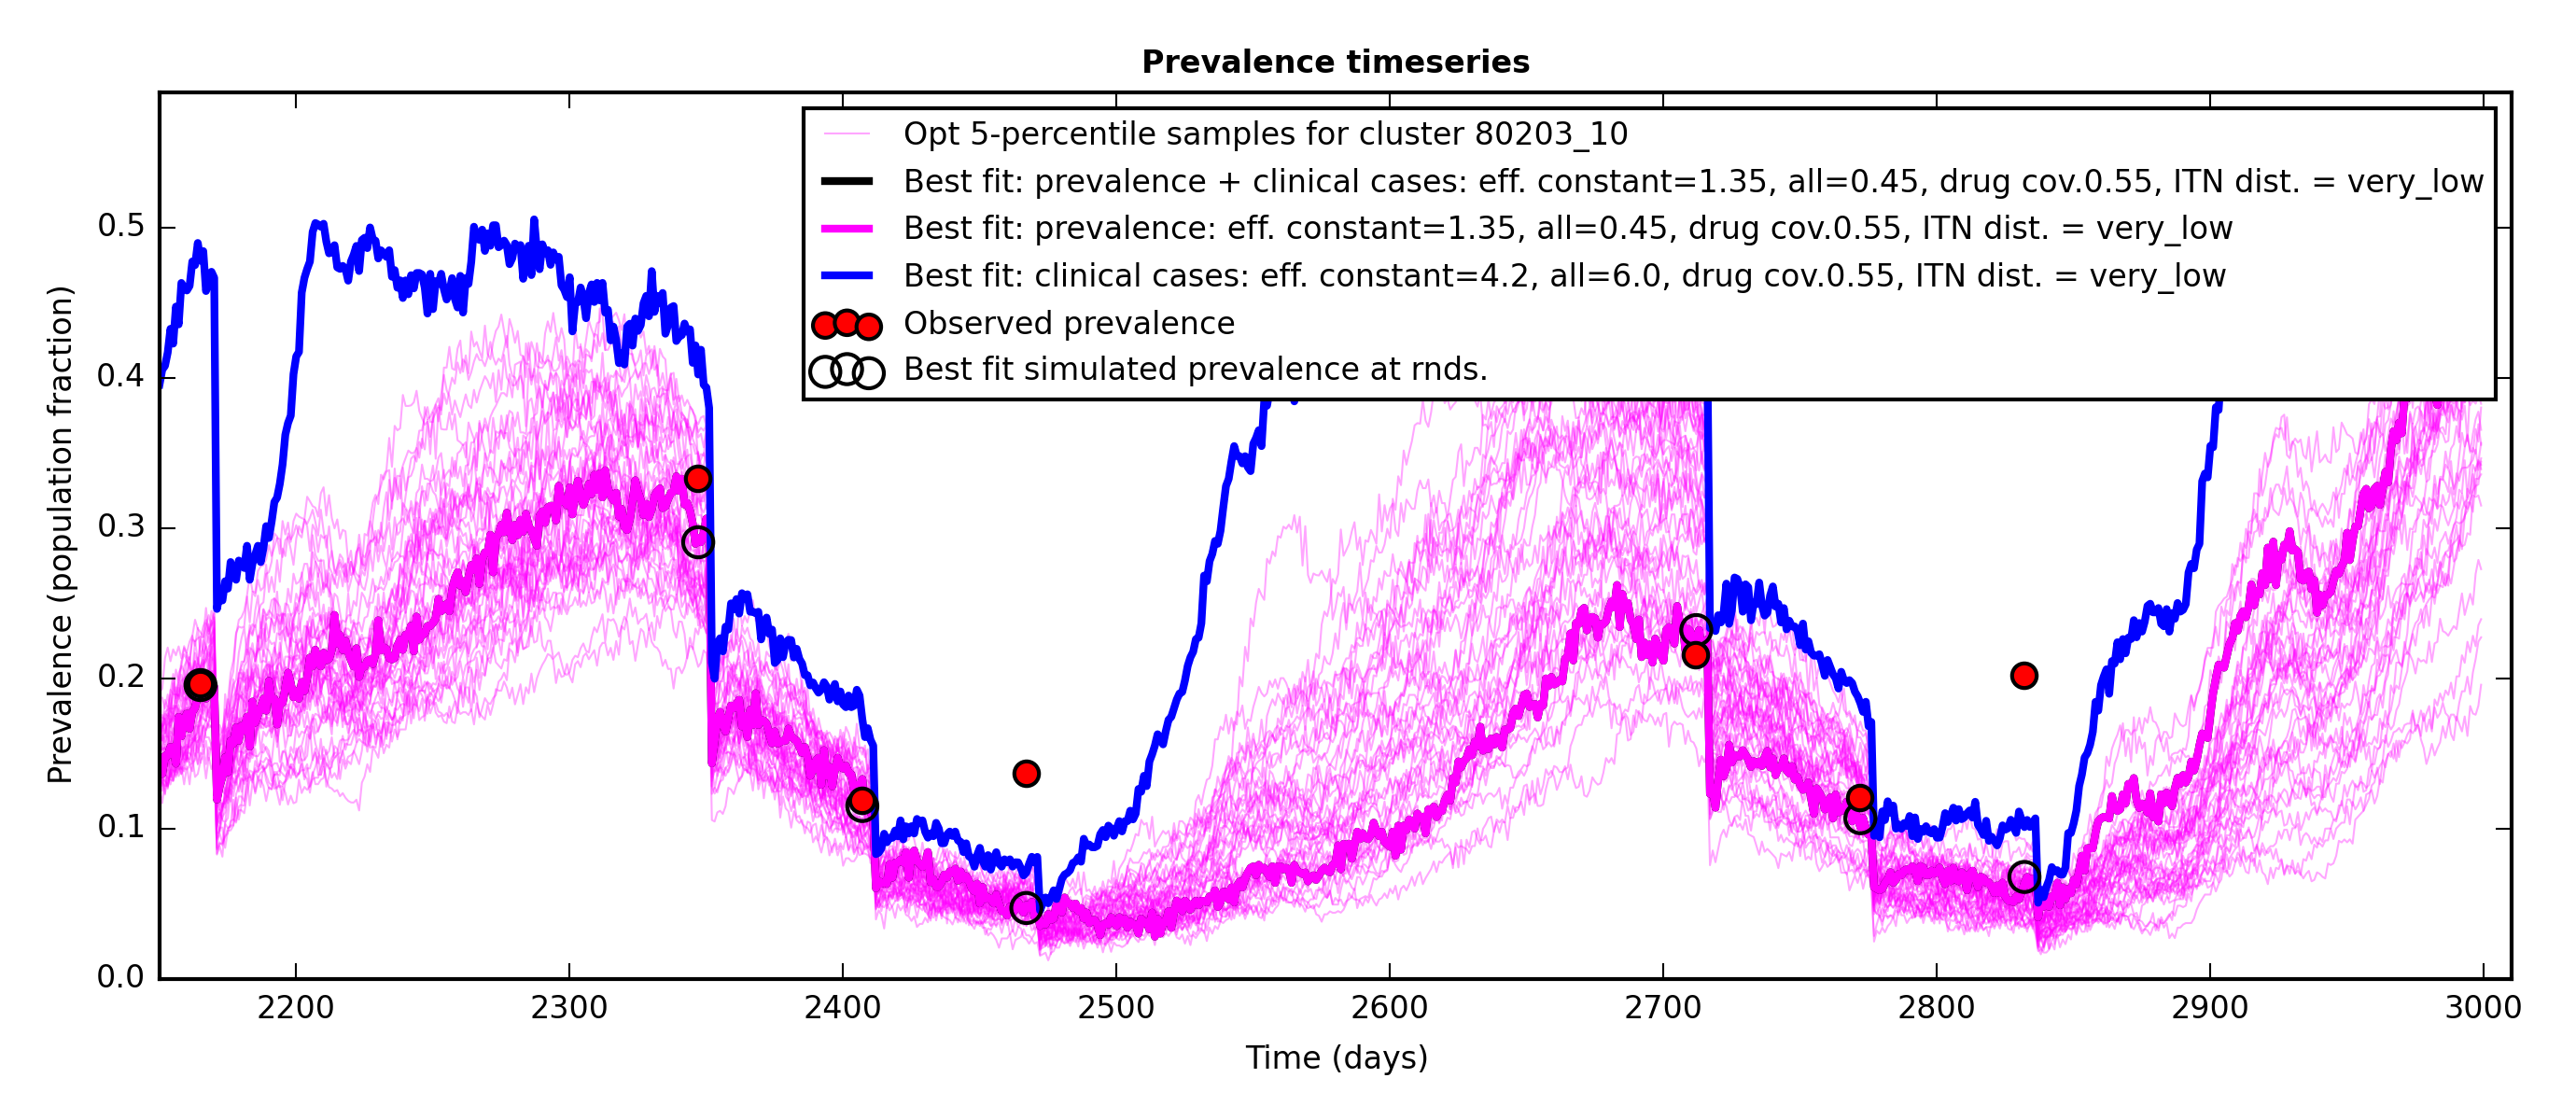 Prevalence timeseries
Opt 5-percentile samples for cluster 80203_10
Best fit: prevalence + clinical cases: eff. constant=1.35, all=0.45, drug cov.0.55, ITN dist. = very_low
Best fit: prevalence: eff. constant=1.35, all=0.45, drug cov.0.55, ITN dist. = very_low
Best fit: clinical cases: eff. constant=4.2, all=6.0, drug cov.0.55, ITN dist. = very_low
Observed prevalence
Best fit simulated prevalence at rnds.
Prevalence (population fraction)
0.5
0.4
0.3
0.2
0.1
0.0
2200 2300 2400 2500 2600 2700 2800 2900 3000
Time (days)